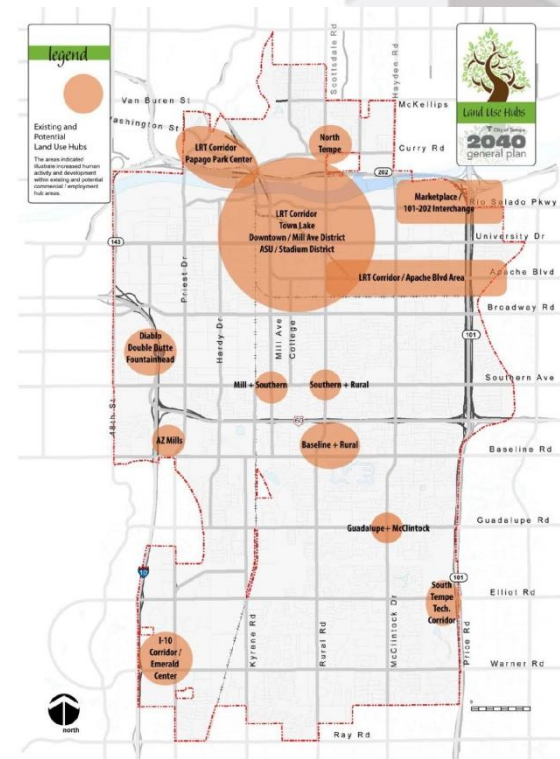 legend
Existing and
Potential
Land Use Hubs
The areas indicated
illustrate increased human
activity and development
within existing and potential
commercial / employment
hub areas.
Land Use Hubs
City of Tempe
2040
general plan
Scottsdale Rd
Hayden Rd
Van Buren St
McKellips
Washington St
LRT Corridor
Papago Park Center
North
Tempe
Curry Rd
202
Marketplace /
101-202 Interchange
Rio Salado Pkwy
LRT Corridor
Town Lake
Downtown / Mill Ave District
ASU / Stadium District
143
University Dr
Priest Dr
LRT Corridor / Apache Blvd Area
Apache Blvd
Broadway Rd
Hardy Dr
Mill Ave
College
101
Diablo
Double Butte
Fountainhead
Mill + Southern
Southern + Rural
Southern Ave
48th St
60
AZ Mills
Baseline + Rural
Baseline Rd
Guadalupe + McClintock
Guadalupe Rd
10
101
South
Tempe
Tech.
Corridor
Elliot Rd
Kyrene Rd
Rural Rd
McClintock Dr
Price Rd
I-10
Corridor /
Emerald
Center
Warner Rd
north
Ray Rd